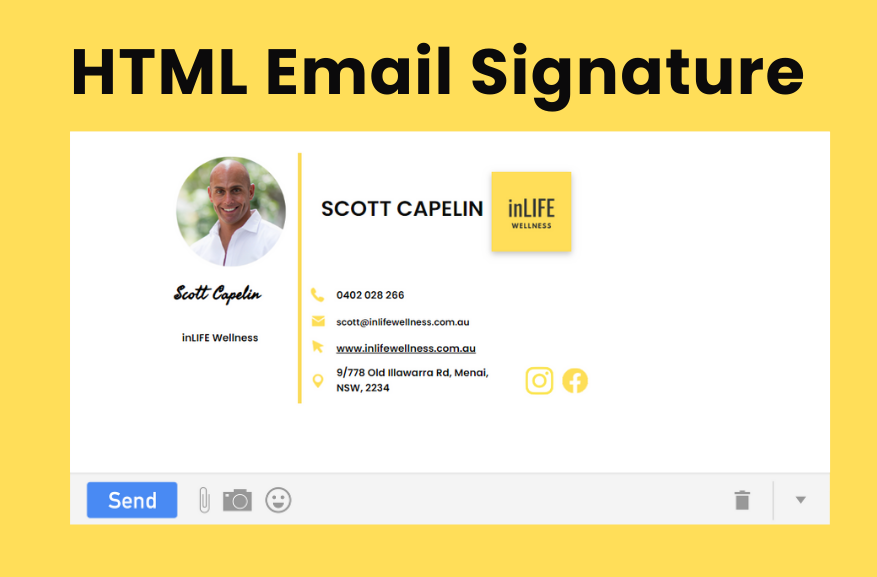 HTML Email Signature
SCOTT CAPELIN
inLIFE
WELLNESS
Scott Capelin
inLIFE Wellness
0402 028 266
scott@inlifewellness.com.au
www.inlifewellness.com.au
9/778 Old Illawarra Rd, Menai,
NSW, 2234
Send